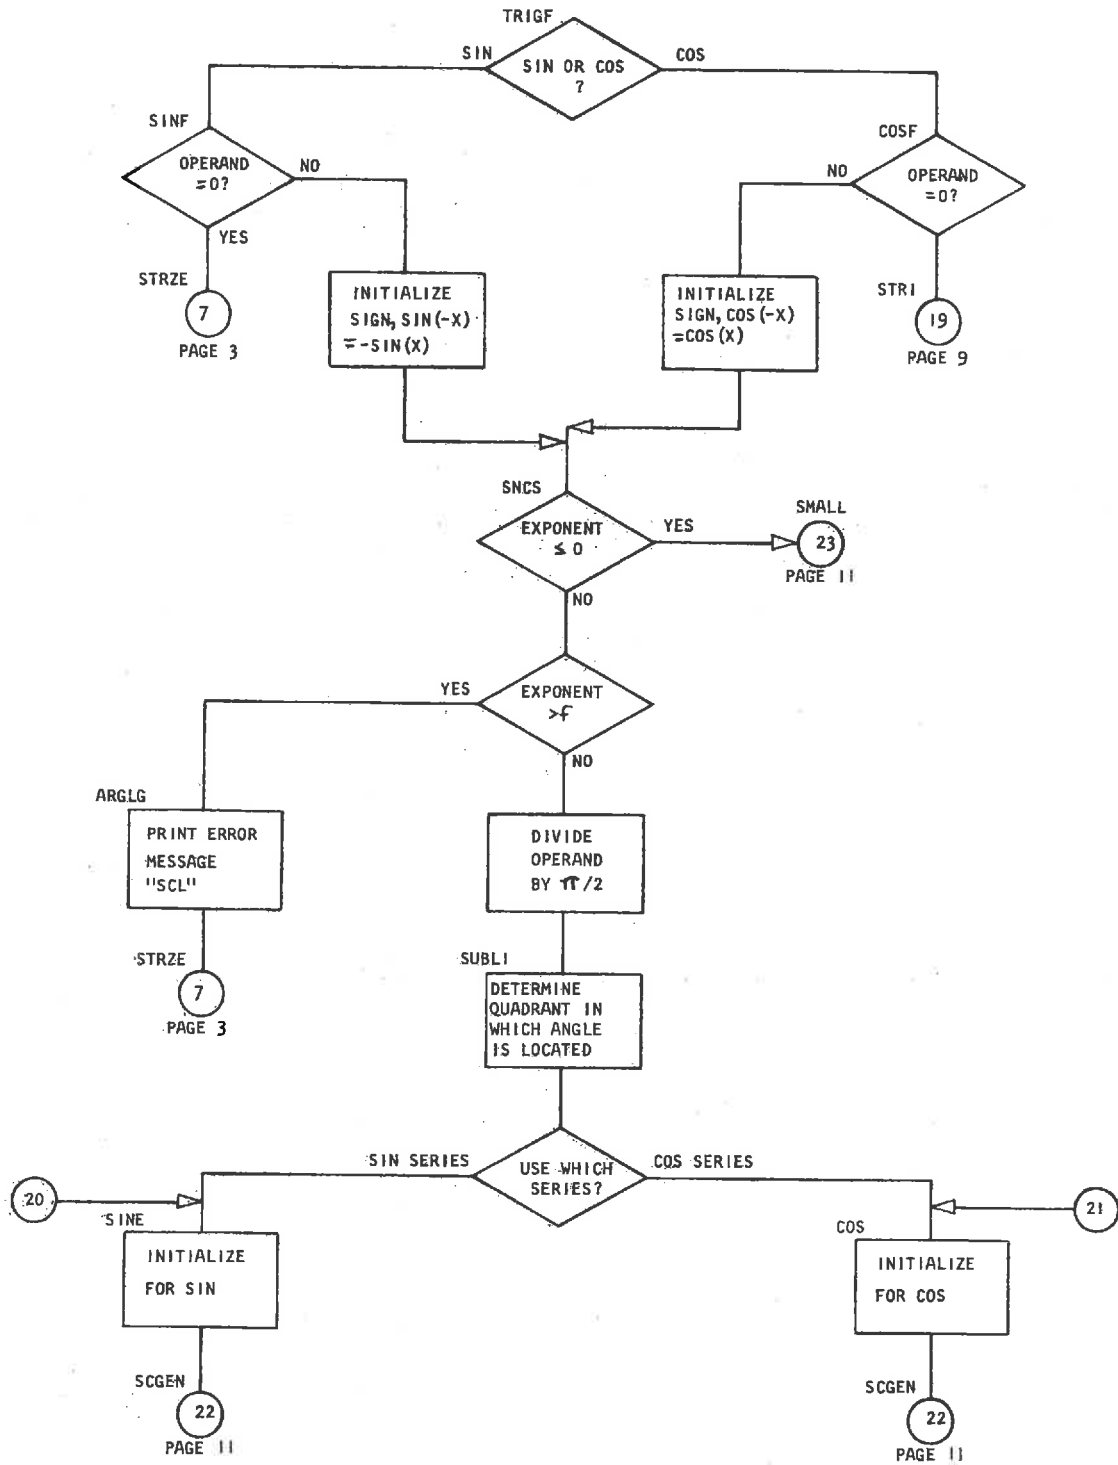 TRIGF
SIN
SIN OR COS
?
COS
SINF
OPERAND
=0?
NO
YES
STRZE
7
PAGE 3
COSF
NO
OPERAND
=0?
STRI
19
PAGE 9
INITIALIZE
SIGN, SIN(-X)
=-SIN(X)
INITIALIZE
SIGN, COS(-X)
=COS(X)
SNCS
EXPONENT
≤ 0
YES
SMALL
23
PAGE 11
NO
YES
EXPONENT
>f
NO
ARGLG
PRINT ERROR
MESSAGE
"SCL"
STRZE
7
PAGE 3
DIVIDE
OPERAND
BY π/2
SUBLI
DETERMINE
QUADRANT IN
WHICH ANGLE
IS LOCATED
SIN SERIES
USE WHICH
SERIES?
COS SERIES
20
SINE
INITIALIZE
FOR SIN
SCGEN
22
PAGE 11
21
COS
INITIALIZE
FOR COS
SCGEN
22
PAGE 11